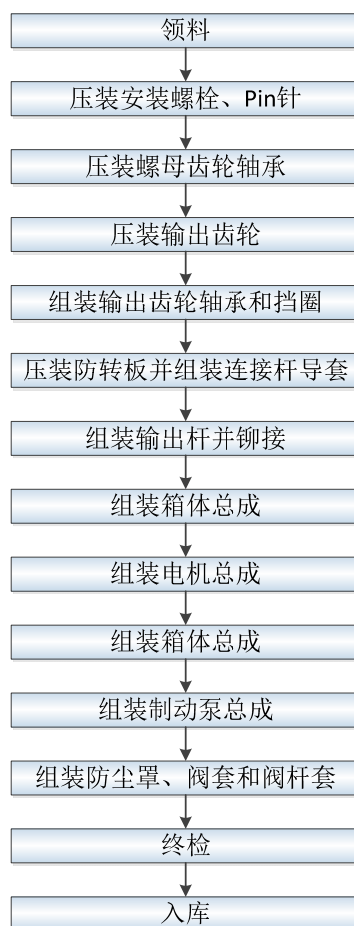 领料
压装安装螺栓、Pin针
压装螺母齿轮轴承
压装输出齿轮
组装输出齿轮轴承和挡圈
压装防转板并组装连接杆导套
组装输出杆并铆接
组装箱体总成
组装电机总成
组装箱体总成
组装制动泵总成
组装防尘罩、阀套和阀杆套
终检
入库